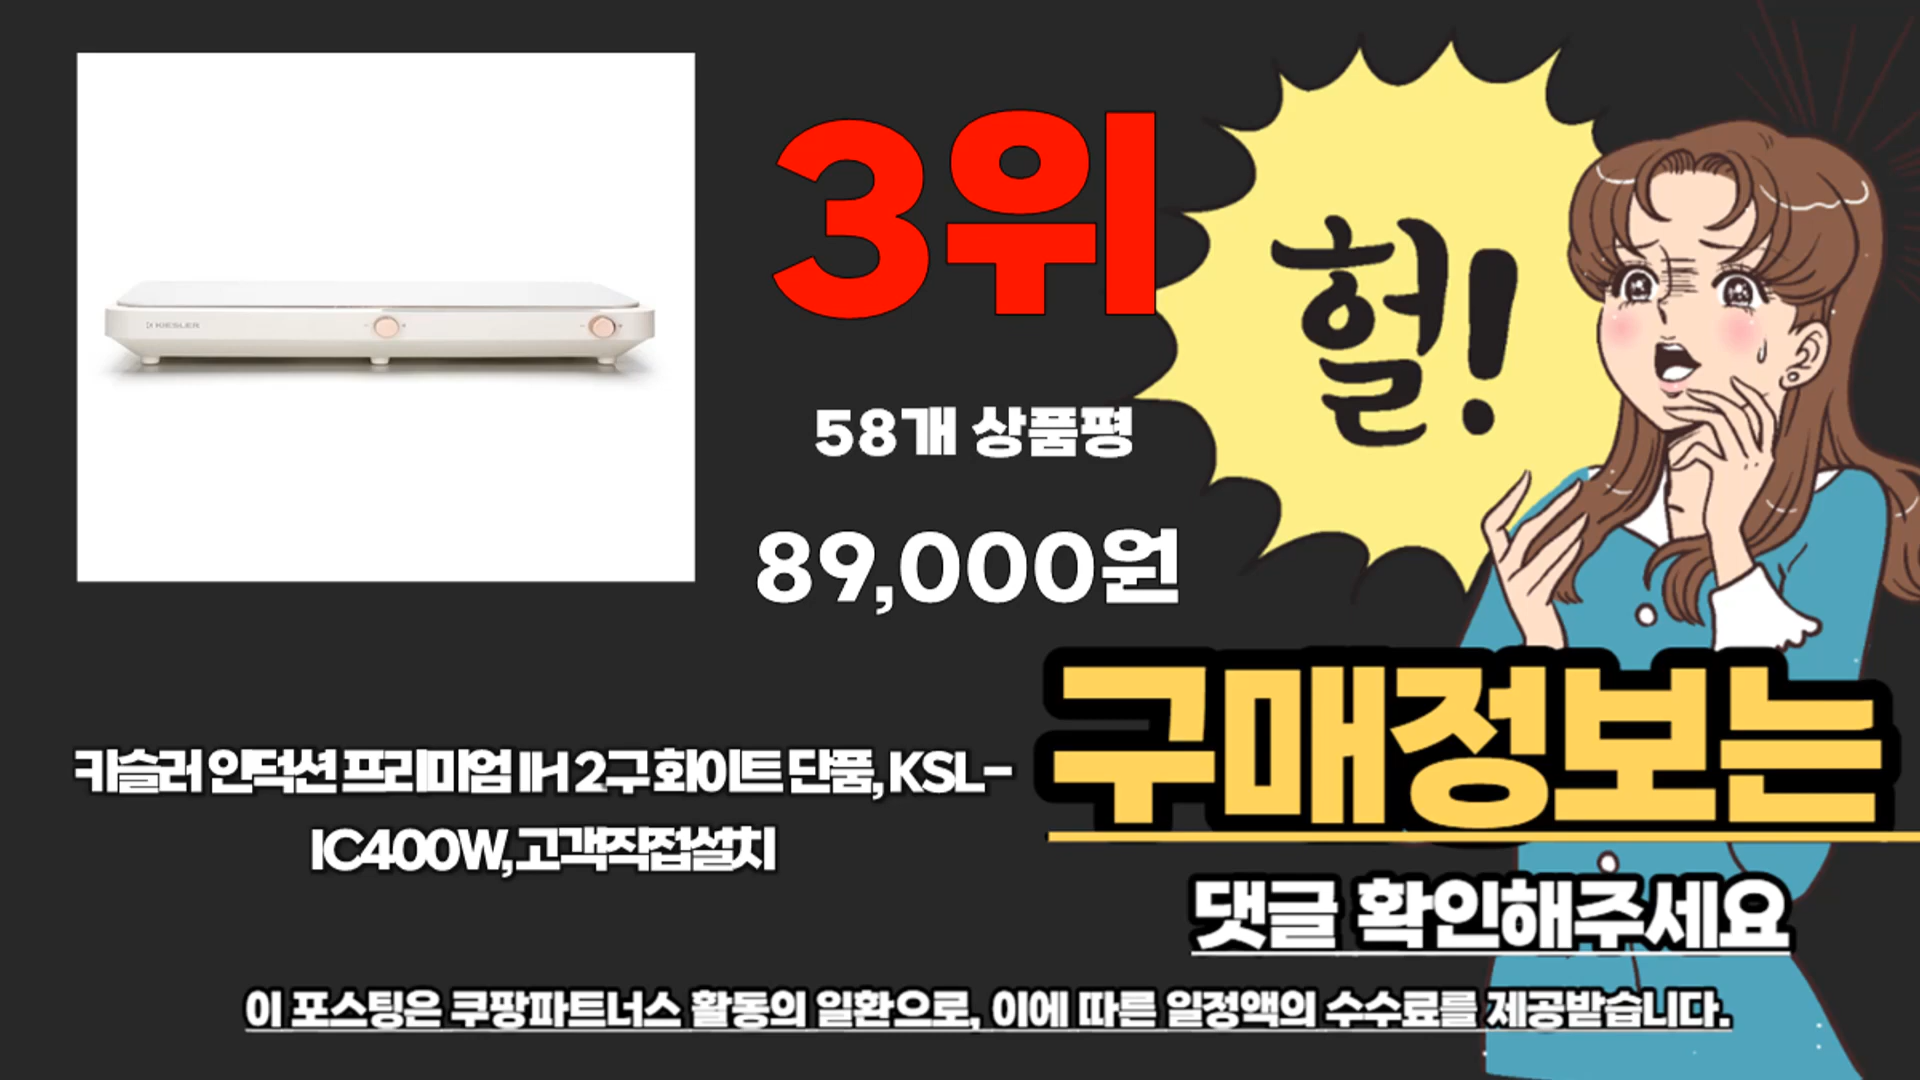 3위
헐!
KIESLER
58개 상품평
89,000원
구매정보는
카슬러 인덕션 프리미엄 IH 2구 화이트 단품, KSL-
IC400W, 고객직접설치
댓글 확인해주세요
이 포스팅은 쿠팡파트너스 활동의 일환으로, 이에 따른 일정액의 수수료를 제공받습니다.